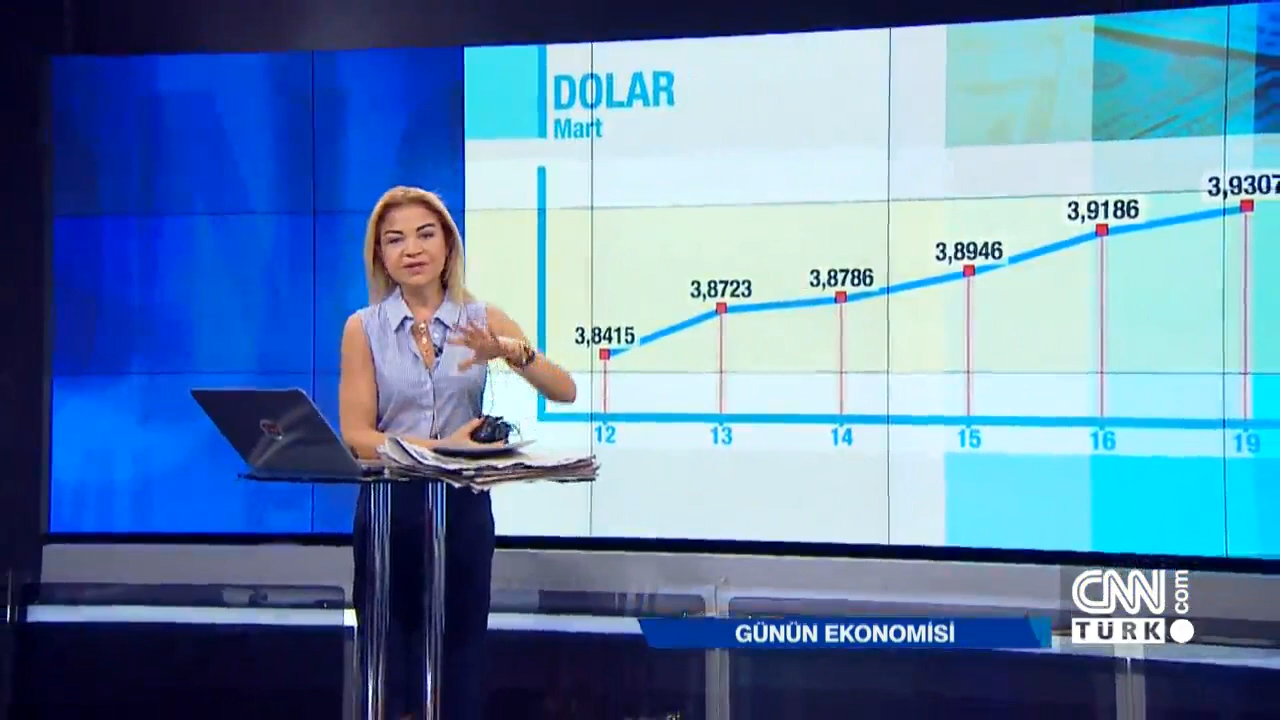 DOLAR
Mart
3,8415
3,8723
3,8786
3,8946
3,9186
3,9307
12
13
14
15
16
19
GÜNÜN EKONOMİSİ
CNN
TURK
.com